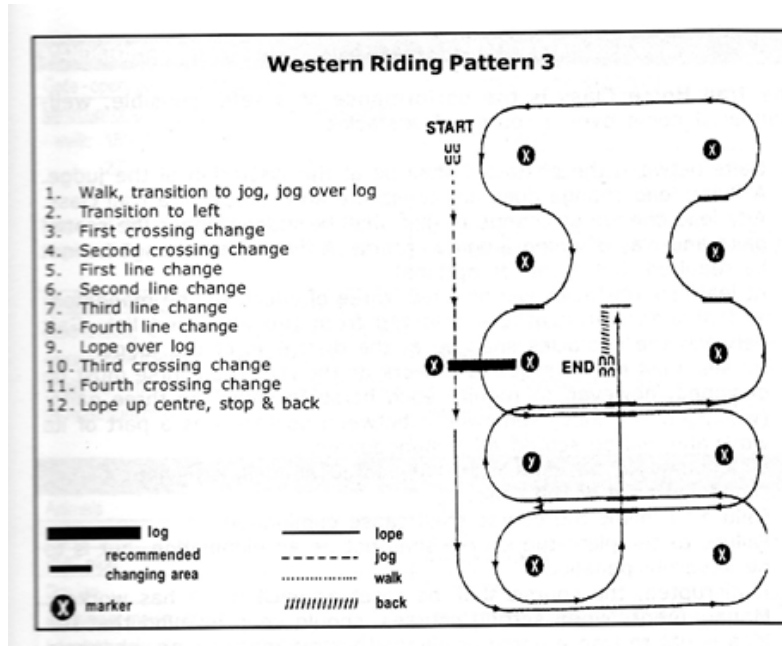 Western Riding Pattern 3
START
1. Walk, transition to jog, jog over log
2. Transition to left
3. First crossing change
4. Second crossing change
5. First line change
6. Second line change
7. Third line change
8. Fourth line change
9. Lope over log
10. Third crossing change
11. Fourth crossing change
12. Lope up centre, stop & back
END
log
recommended
changing area
marker
lope
jog
walk
back
X
X
X
X
X
X
X
X
X
X
X
X